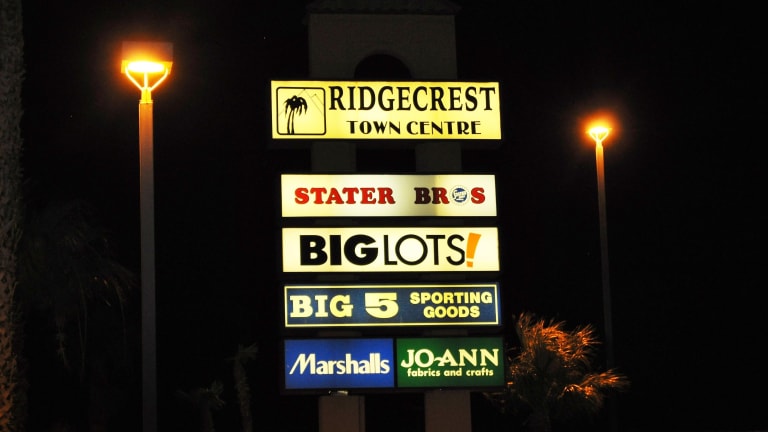 RIDGECREST
TOWN CENTRE
STATER BROS
BIG LOTS!
BIG 5 SPORTING GOODS
Marshalls
JO-ANN
fabrics and crafts